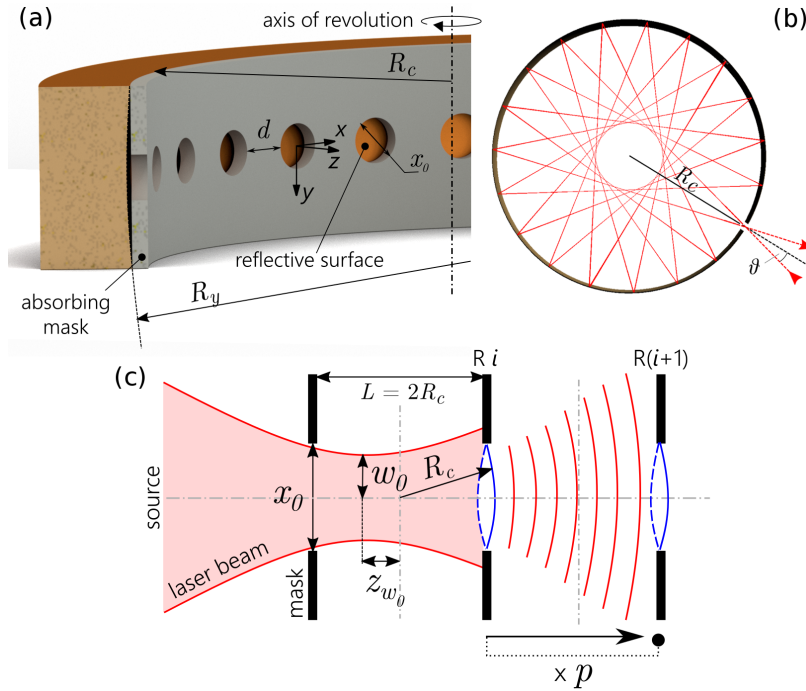 (a)
axis of revolution
R_c
d
x
z
y
x_0
reflective surface
absorbing
mask
R_y
(b)
R_c
ϑ
(c)
R i
R(i+1)
L = 2R_c
source
x_0
w_0
R_c
laser beam
mask
z_{w_0}
x p